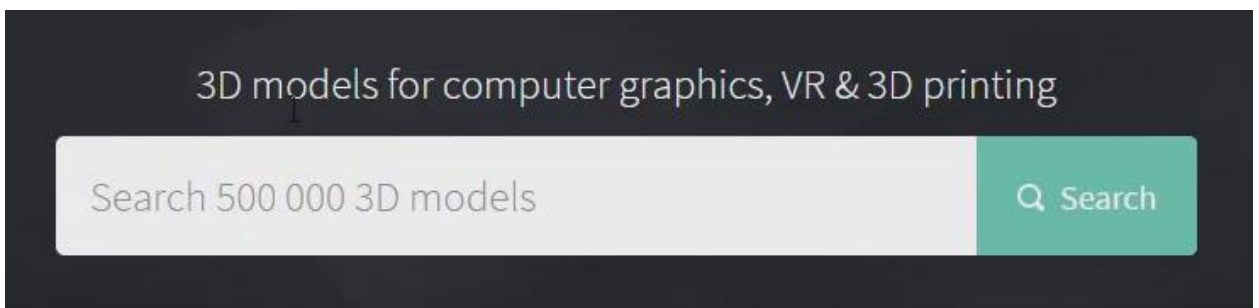 3D models for computer graphics, VR & 3D printing
Search 500 000 3D models
Search